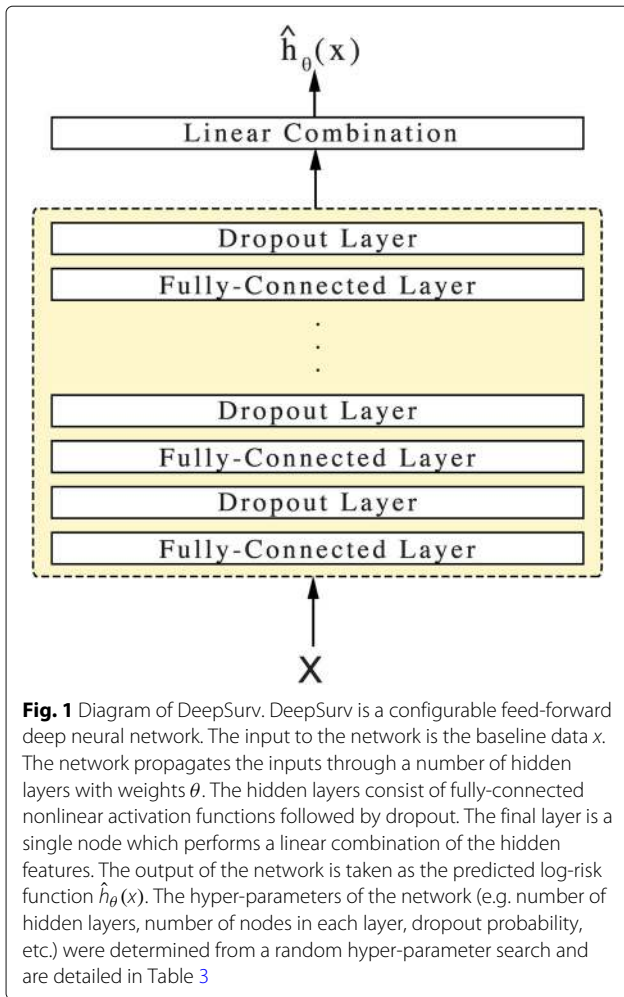 ĥ_θ(x)
Linear Combination
Dropout Layer
Fully-Connected Layer
.
.
.
Dropout Layer
Fully-Connected Layer
Dropout Layer
Fully-Connected Layer
X
Fig. 1 Diagram of DeepSurv. DeepSurv is a configurable feed-forward
deep neural network. The input to the network is the baseline data x.
The network propagates the inputs through a number of hidden
layers with weights θ. The hidden layers consist of fully-connected
nonlinear activation functions followed by dropout. The final layer is a
single node which performs a linear combination of the hidden
features. The output of the network is taken as the predicted log-risk
function ĥ_θ(x). The hyper-parameters of the network (e.g. number of
hidden layers, number of nodes in each layer, dropout probability,
etc.) were determined from a random hyper-parameter search and
are detailed in Table 3